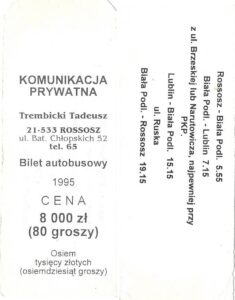 KOMUNIKACJA
PRYWATNA
Trembicki Tadeusz
21-533 ROSSOSZ
ul. Bat. Chłopskich 52
tel. 65
Bilet autobusowy
1995
CENA
8 000 zł
(80 groszy)
Osiem
tysięcy złotych
(osiemdziesiąt groszy)
Rossosz - Biała Podl. 5.55
Biała Podl. - Lublin 7.15
z ul. Brzeskiej lub Narutowicza, najpewniej przy
PKP
Lublin - Biała Podl. 15.15
ul. Ruska
Biała Podl. - Rossosz 19.15